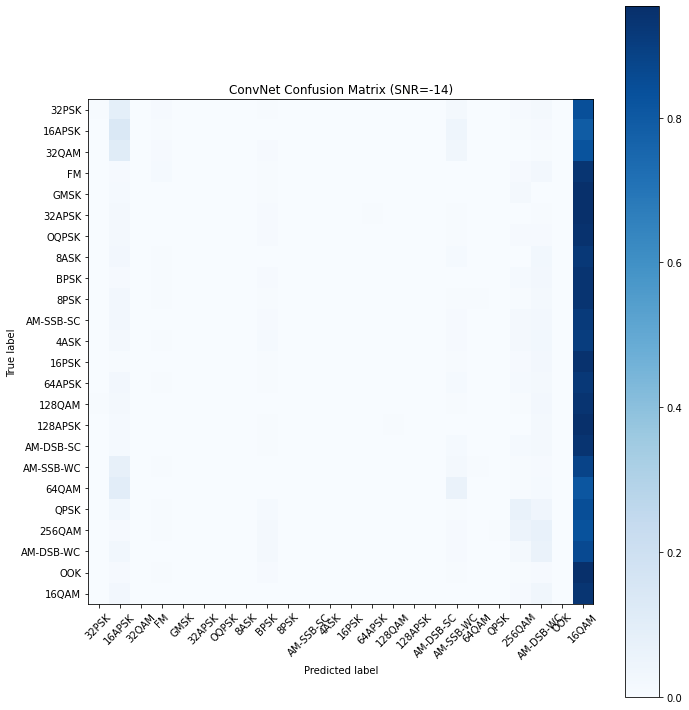 ConvNet Confusion Matrix (SNR=-14)
True label
32PSK
16APSK
32QAM
FM
GMSK
32APSK
OQPSK
8ASK
BPSK
8PSK
AM-SSB-SC
4ASK
16PSK
64APSK
128QAM
128APSK
AM-DSB-SC
AM-SSB-WC
64QAM
QPSK
256QAM
AM-DSB-WC
OOK
16QAM
32PSK
16APSK
32QAM
FM
GMSK
32APSK
OQPSK
8ASK
BPSK
8PSK
AM-SSB-SC
4ASK
16PSK
64APSK
128QAM
128APSK
AM-DSB-SC
AM-SSB-WC
64QAM
QPSK
256QAM
AM-DSB-WC
OOK
16QAM
Predicted label
0.8
0.6
0.4
0.2
0.0